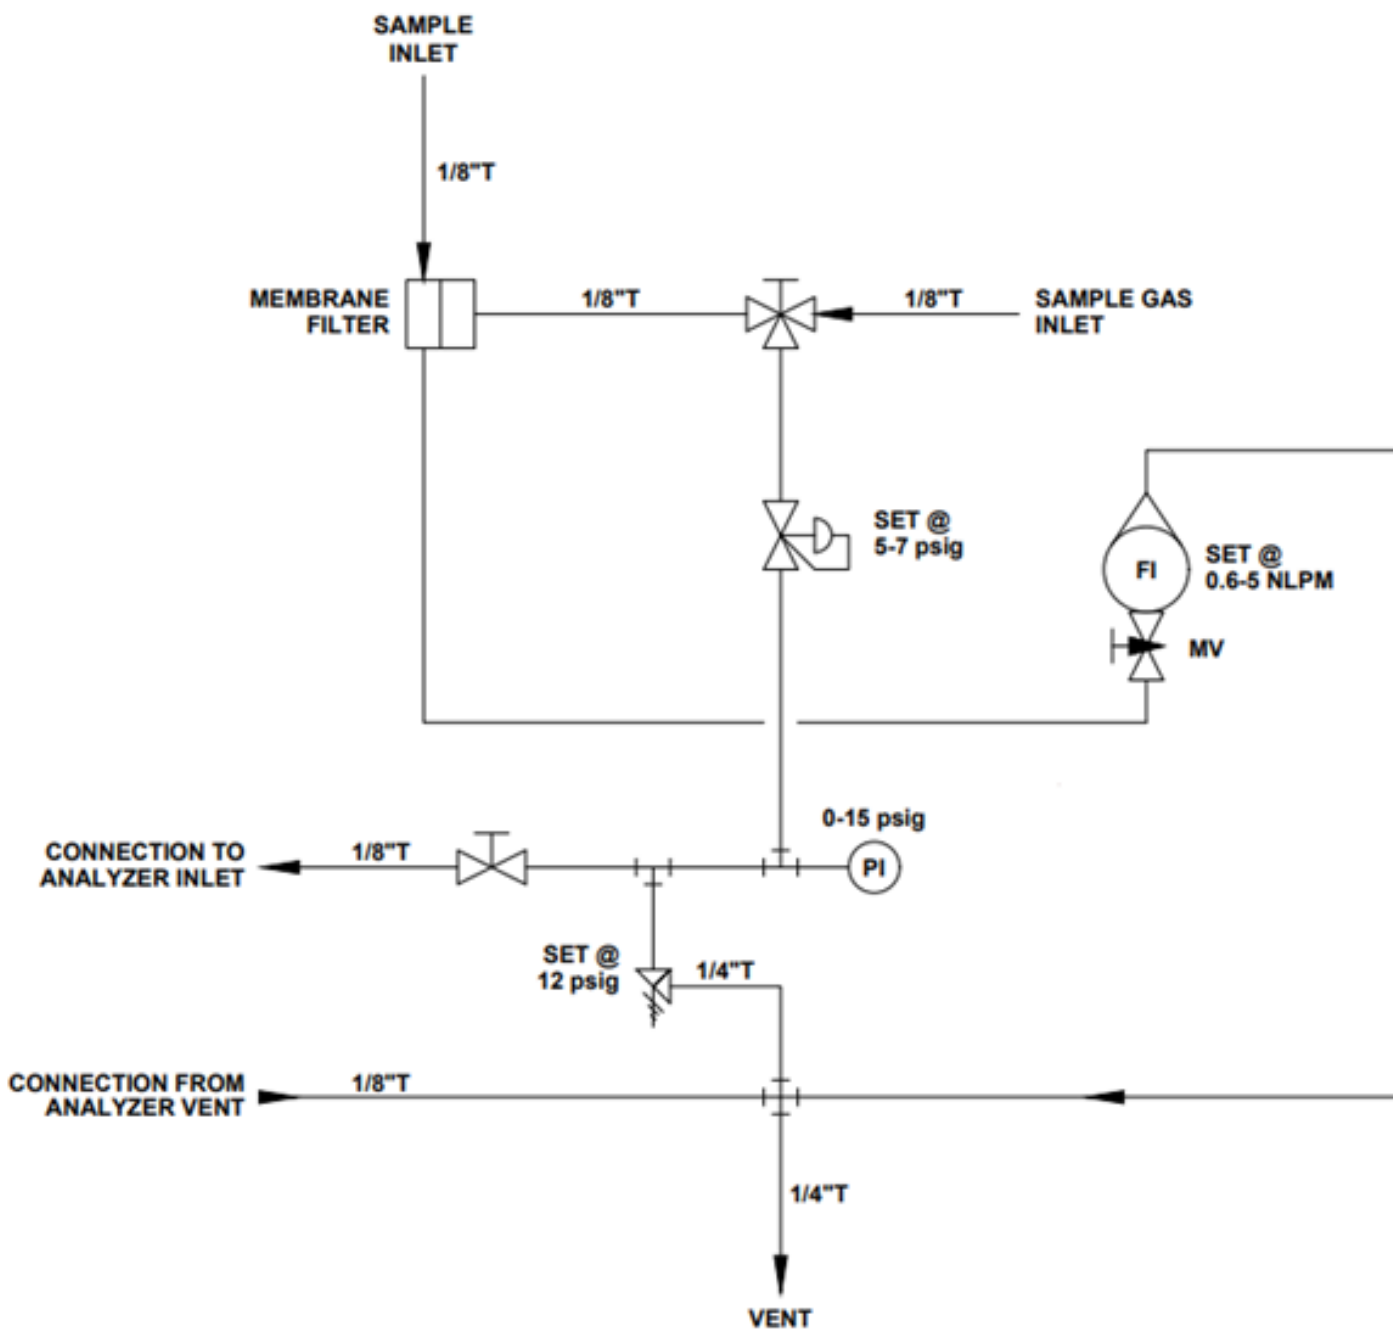 SAMPLE
INLET
1/8"T
MEMBRANE
FILTER
1/8"T
1/8"T
SAMPLE GAS
INLET
SET @
5-7 psig
FI
SET @
0.6-5 NLPM
MV
0-15 psig
CONNECTION TO
ANALYZER INLET
1/8"T
PI
SET @
12 psig
1/4"T
CONNECTION FROM
ANALYZER VENT
1/8"T
1/4"T
VENT